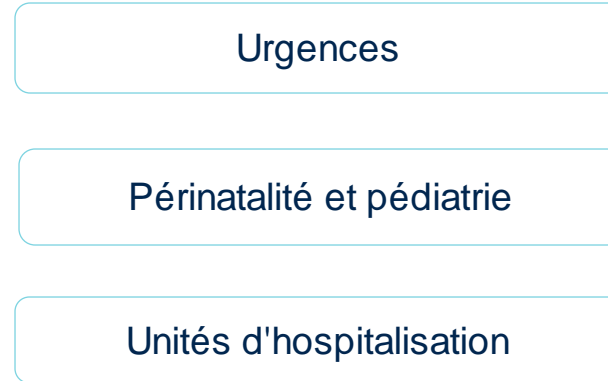 Urgences
Périnatalité et pédiatrie
Unités d'hospitalisation